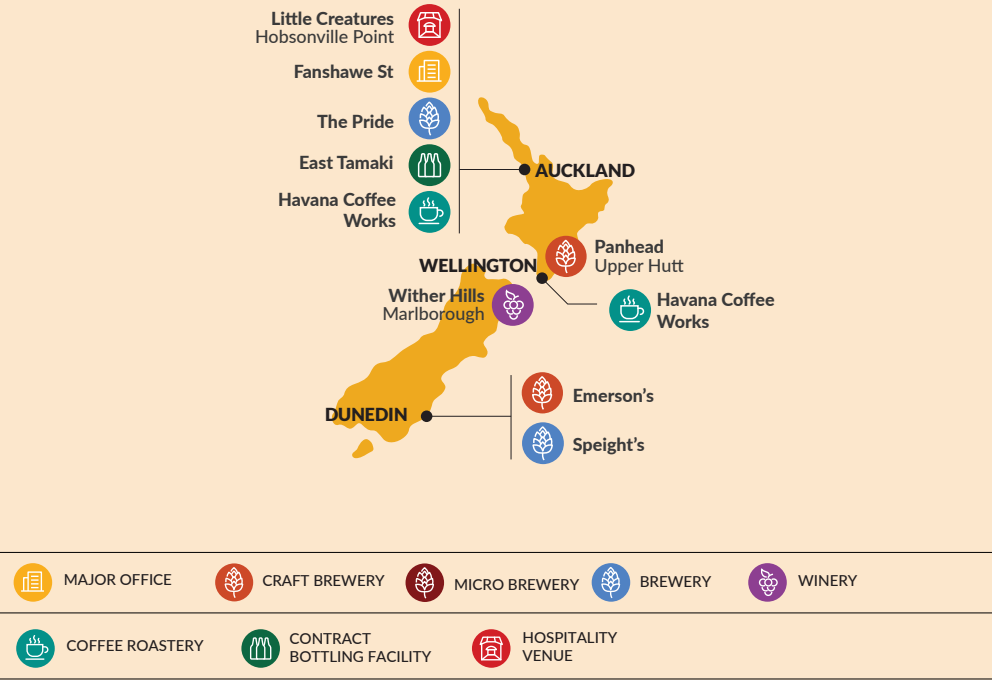 Little Creatures
Hobsonville Point
Fanshawe St
The Pride
East Tamaki
Havana Coffee
Works
AUCKLAND
Panhead
Upper Hutt
WELLINGTON
Wither Hills
Marlborough
Havana Coffee
Works
Emerson's
DUNEDIN
Speight's
MAJOR OFFICE
CRAFT BREWERY
MICRO BREWERY
BREWERY
WINERY
COFFEE ROASTERY
CONTRACT
BOTTLING FACILITY
HOSPITALITY
VENUE